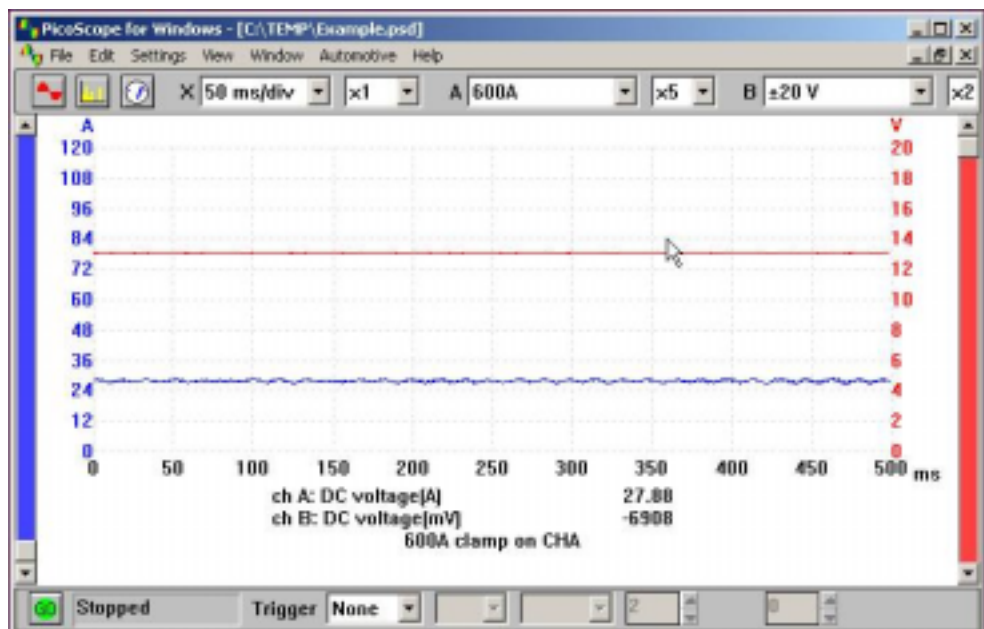 PicoScope for Windows - [C:\TEMP\Example.psd]
File Edit Settings View Window Automotive Help
X 50 ms/div x1 A 600A x5 B ±20 V x2
A V
120 20
108 18
96 16
84 14
72 12
60 10
48 8
36 6
24 4
12 2
0 0
0 50 100 150 200 250 300 350 400 450 500 ms
ch A: DC voltage[A] 27.88
ch B: DC voltage[mV] -6908
600A clamp on CHA
GO Stopped Trigger None 2 0